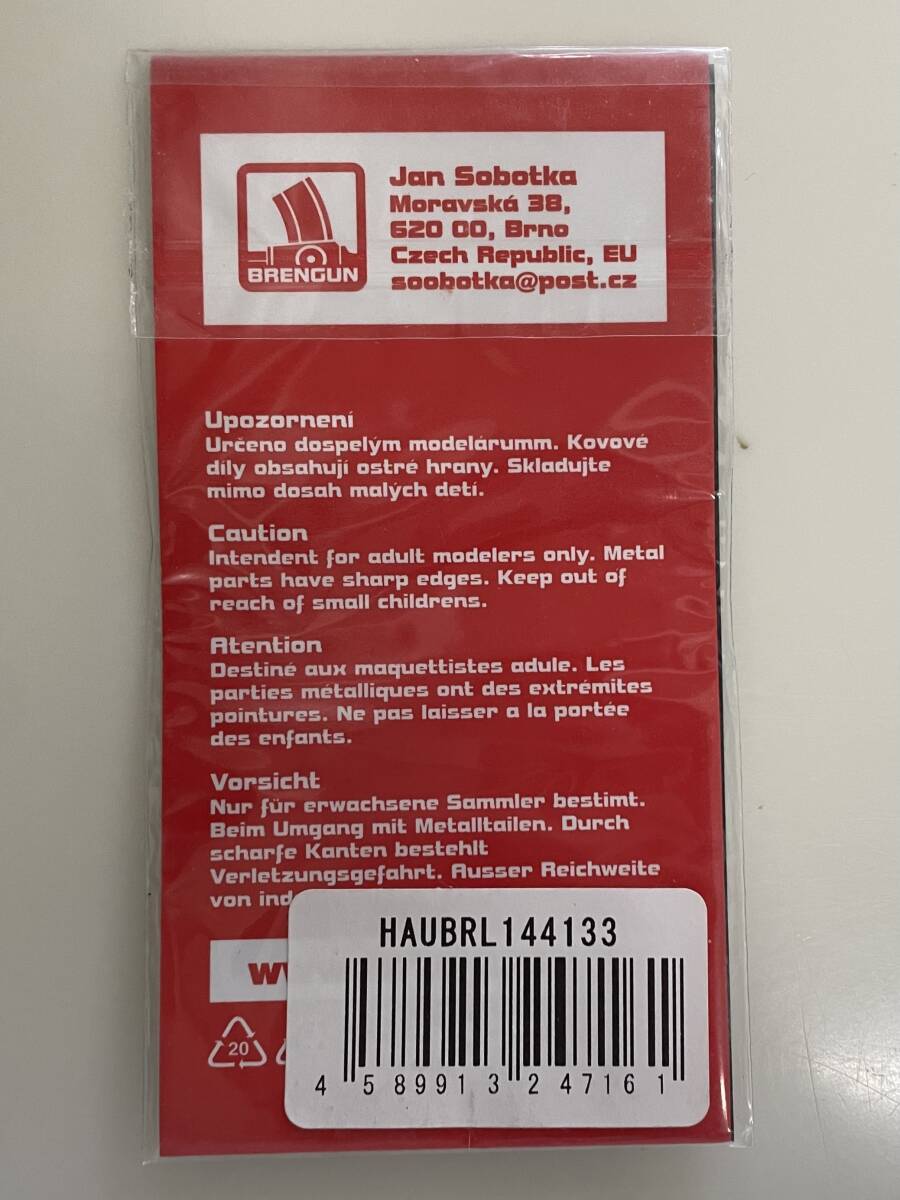 BRENGUN
Jan Sobotka
Moravská 38,
620 00, Brno
Czech Republic, EU
soobotka@post.cz
Upozornení
Určeno dospelým modelárumm. Kovové
díly obsahují ostré hrany. Skladujte
mimo dosah malých detí.
Caution
Intendent for adult modelers only. Metal
parts have sharp edges. Keep out of
reach of small childrens.
Atention
Destiné aux maquettistes adule. Les
parties métalliques ont des extrémites
pointures. Ne pas laisser a la portée
des enfants.
Vorsicht
Nur für erwachsene Sammler bestimt.
Beim Umgang mit Metalltailen. Durch
scharfe Kanten bestehlt
Verletzungsgefahrt. Ausser Reichweite
von
HAUBRL144133
4 589913 247161
20